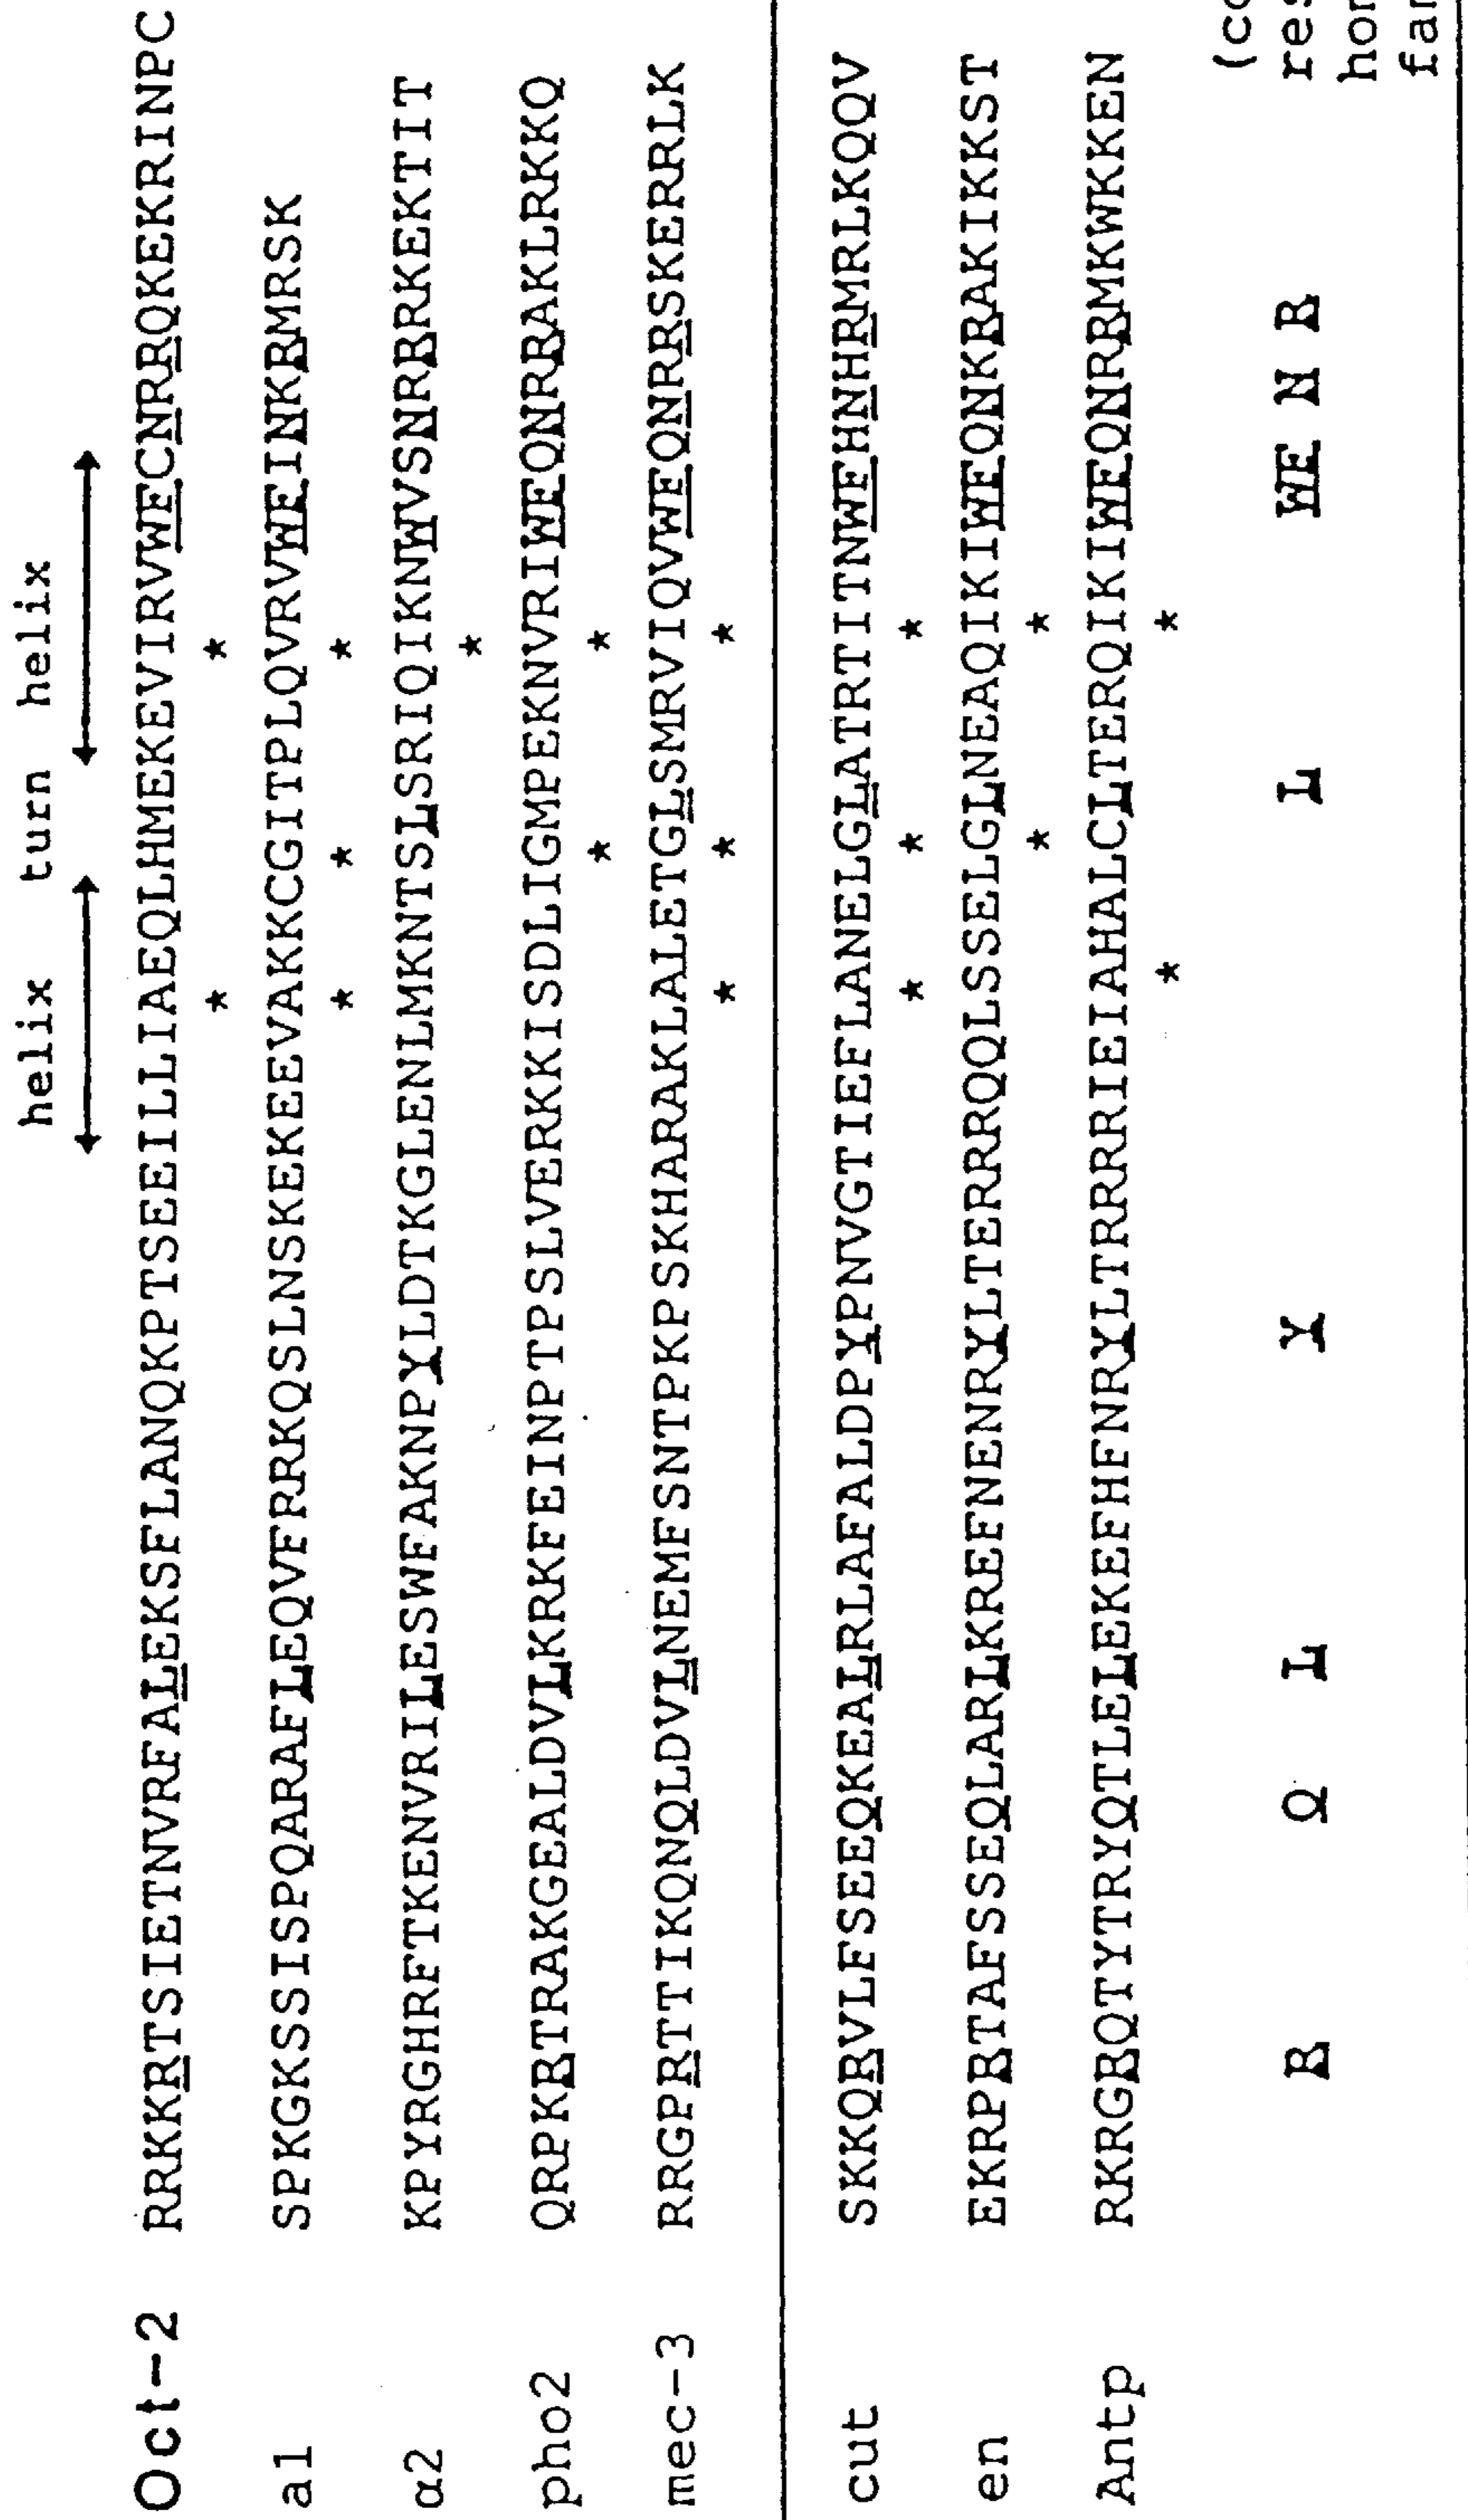 helix turn helix
Oct-2 RRKKRTSIETNVRFALEKSFLANQKPTSEEILLIAEQLHMEKEVIRVWFCNRRQKEKRINPC
* *
a1 SPKGKSSISPQARAFLEQVFRRKQSLNSKEKEEVAKKCGITPLQVRVWFINKRMRSK
* * *
α2 KPYRGHRFTKENVRILESWFAKNPYLDTKGLENLMKNTSLSRIQIKNWVSNRRRKEKTIT
*
pho2 QRPKRTRAKGEALDVLKRKFEINPTPSLVERKKISDLIGMPEKNVRIWFQNRRAKLRKKQ
* *
mec-3 RRGPRTTIKQNQLDVLNEMFSNTPKPSKHARAKLALETGLSMRVIQVWFQNRRSKERRLK
* * *
cut SKKQRVLFSEEQKEALRLAFALDPYPNVGTIEFLANELGLATRTITNWFHNHRMRLKQQV
* * *
en EKRPRTAFSSEQLARLKREFNENRYLTERRRQQLSSELGLNEAQIKIWFQNKRAKIKKST
* *
Antp RKRGRQTYTRYQTLELEKEFHFNRYLTRRRRIEIAHALCLTERQIKIWFQNRRMKWKKEN
* *
R Q L Y L WF N R